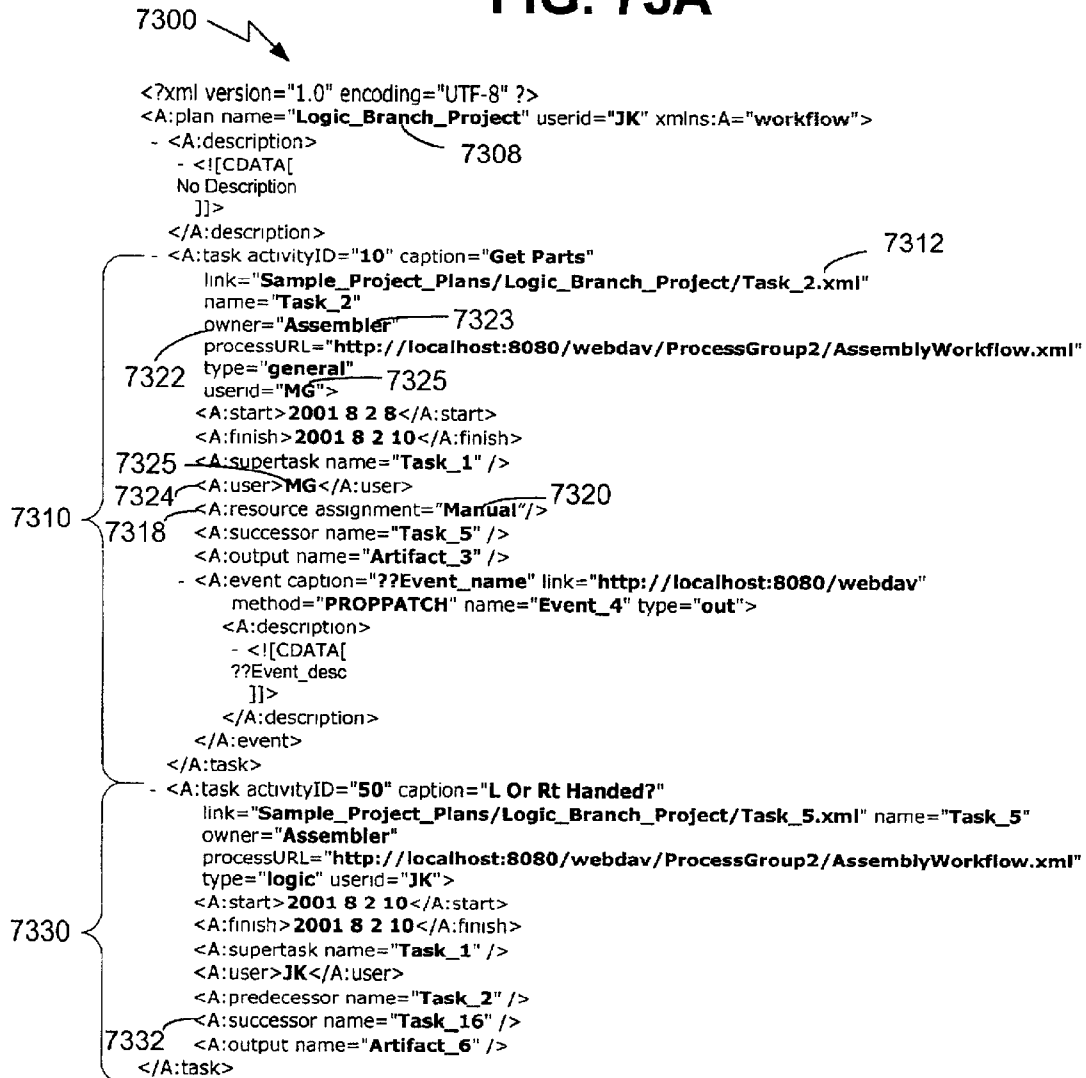 FIG. 73A
7300
<?xml version="1.0" encoding="UTF-8" ?>
<A:plan name="Logic_Branch_Project" userid="JK" xmlns:A="workflow">
7308
- <A:description>
- <![CDATA[
No Description
]]>
</A:description>
7312
- <A:task activityID="10" caption="Get Parts"
link="Sample_Project_Plans/Logic_Branch_Project/Task_2.xml"
name="Task_2"
owner="Assembler" 7323
processURL="http://localhost:8080/webdav/ProcessGroup2/AssemblyWorkflow.xml"
7322 type="general"
userid="MG"> 7325
<A:start>2001 8 2 8</A:start>
<A:finish>2001 8 2 10</A:finish>
7325 <A:supertask name="Task_1" />
7324 <A:user>MG</A:user>
7310 7318 <A:resource assignment="Manual"/> 7320
<A:successor name="Task_5" />
<A:output name="Artifact_3" />
- <A:event caption="??Event_name" link="http://localhost:8080/webdav"
method="PROPPATCH" name="Event_4" type="out">
<A:description>
- <![CDATA[
??Event_desc
]]>
</A:description>
</A:event>
</A:task>
- <A:task activityID="50" caption="L Or Rt Handed?"
link="Sample_Project_Plans/Logic_Branch_Project/Task_5.xml" name="Task_5"
owner="Assembler"
processURL="http://localhost:8080/webdav/ProcessGroup2/AssemblyWorkflow.xml"
type="logic" userid="JK">
<A:start>2001 8 2 10</A:start>
7330 <A:finish>2001 8 2 10</A:finish>
<A:supertask name="Task_1" />
<A:user>JK</A:user>
<A:predecessor name="Task_2" />
<A:successor name="Task_16" />
7332 <A:output name="Artifact_6" />
</A:task>